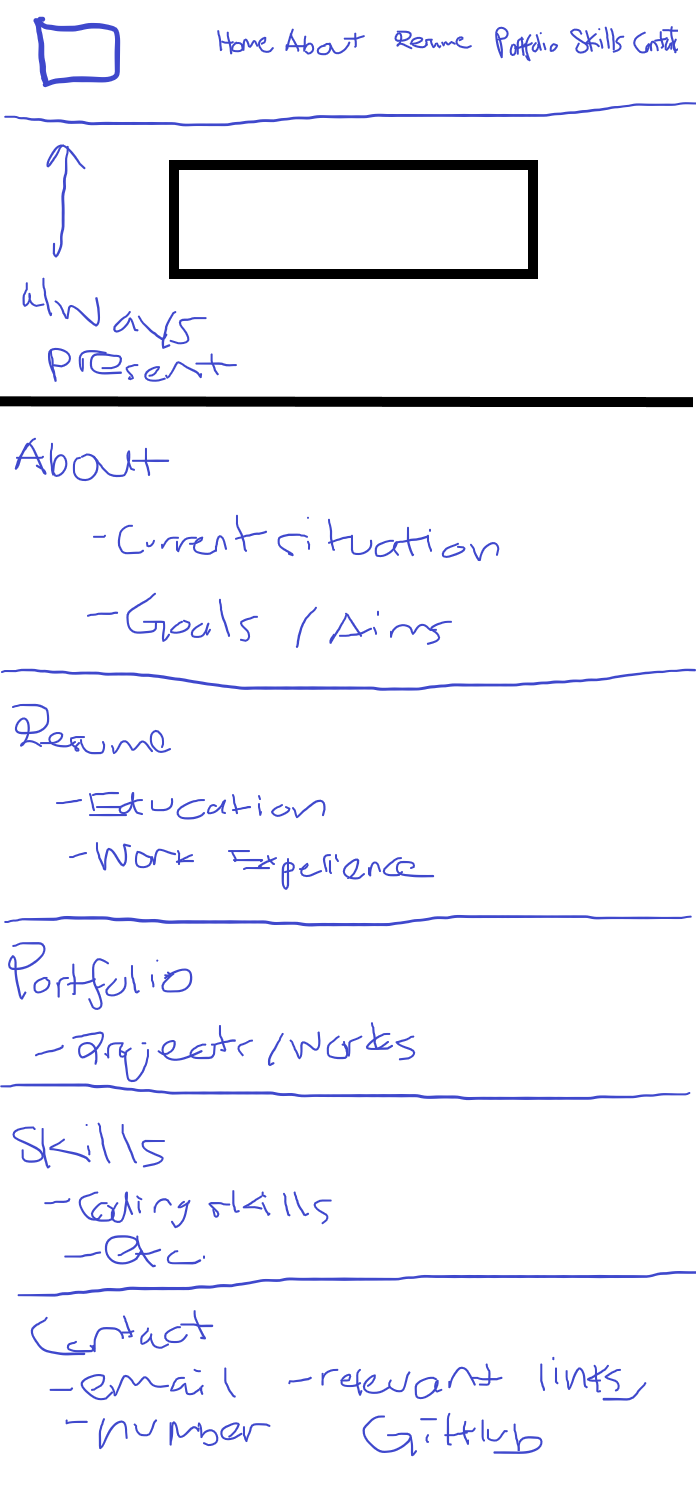 Home About Resume Portfolio Skills Contact
always
present
About
- Current situation
- Goals / Aims
Resume
- Education
- Work Experience
Portfolio
- Projects / Works
Skills
- Coding skills
- Etc.
Contact
- email - relevant links,
- number GitHub